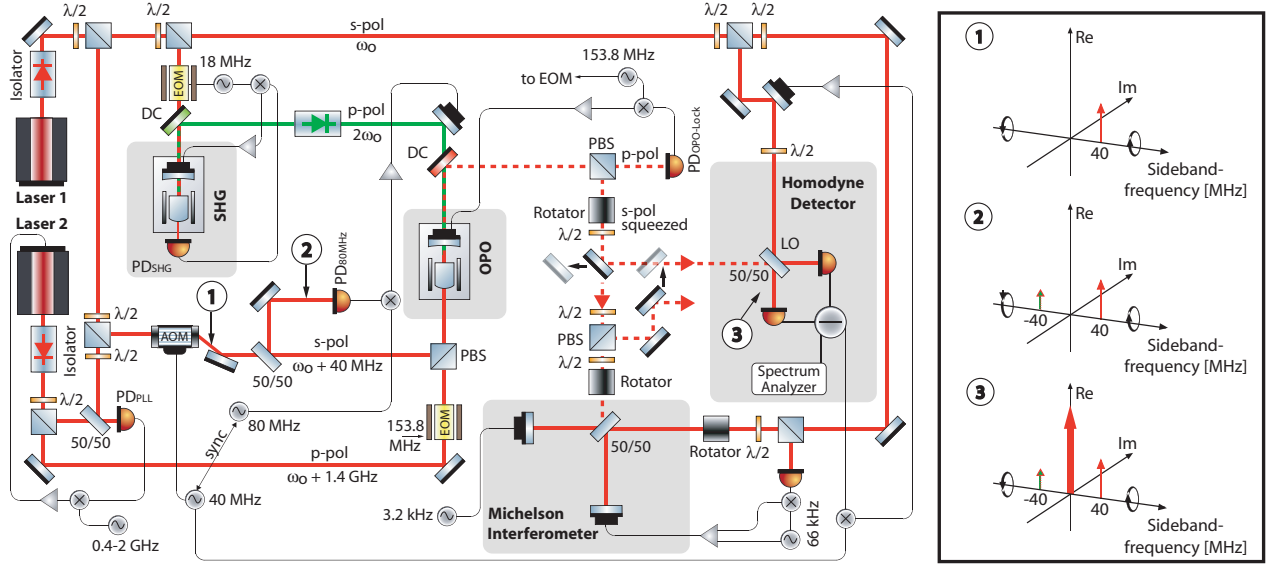 λ/2
λ/2
s-pol
ω₀
λ/2
λ/2
Isolator
EOM
18 MHz
153.8 MHz
to EOM
DC
p-pol
2ω₀
DC
PBS
p-pol
PD_OPO-Lock
λ/2
Laser 1
Laser 2
SHG
PD_SHG
Rotator
s-pol
squeezed
λ/2
Homodyne
Detector
OPO
2
PD_80MHz
LO
50/50
1
3
λ/2
AOM
λ/2
Isolator
s-pol
ω₀ + 40 MHz
50/50
PBS
λ/2
PBS
λ/2
Rotator
Spectrum
Analyzer
λ/2
PD_PLL
50/50
sync
80 MHz
153.8
MHz
EOM
50/50
Rotator
λ/2
p-pol
ω₀ + 1.4 GHz
40 MHz
0.4-2 GHz
3.2 kHz
Michelson
Interferometer
66 kHz
1
Re
Im
40
Sideband-
frequency [MHz]
2
Re
Im
-40
40
Sideband-
frequency [MHz]
3
Re
Im
-40
40
Sideband-
frequency [MHz]